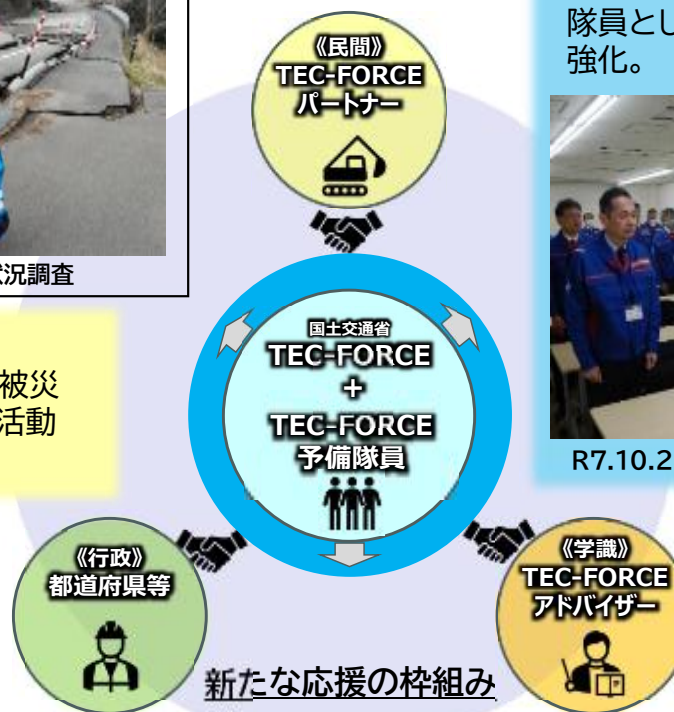 隊員とし
強化。
《民間》
TEC-FORCE
パートナー
況調査
国土交通省
TEC-FORCE
+
TEC-FORCE
予備隊員
被災
活動
R7.10.2
《行政》
都道府県等
《学識》
TEC-FORCE
アドバイザー
新たな応援の枠組み